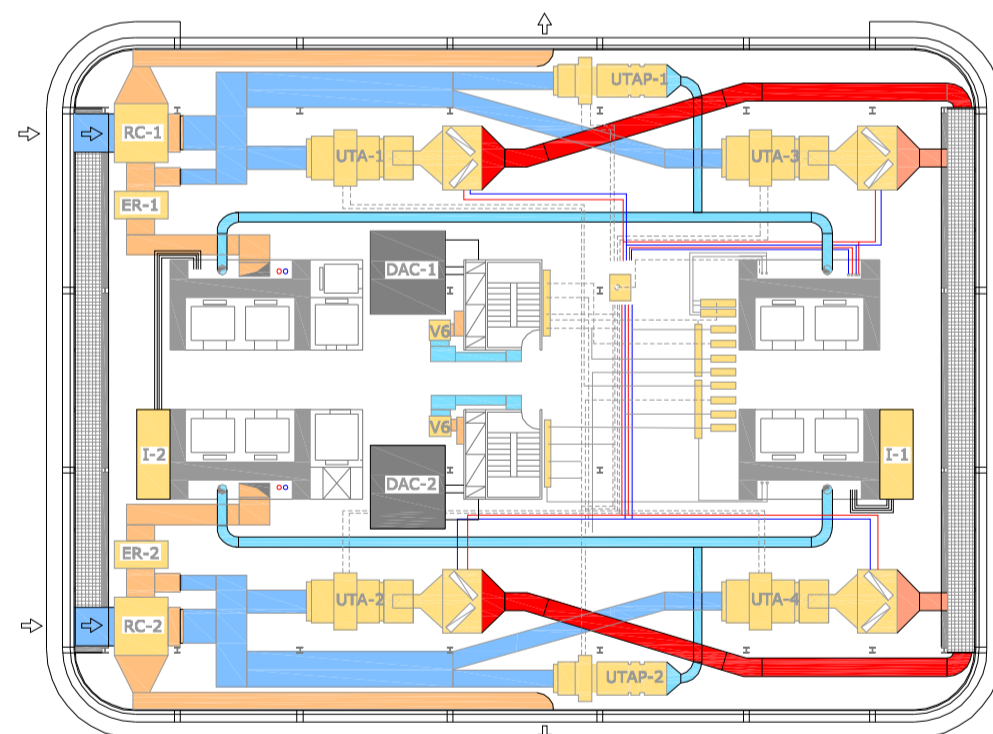 UTAP-1
RC-1
UTA-1
UTA-3
ER-1
DAC-1
V6
V6
I-2
I-1
DAC-2
ER-2
UTA-2
UTA-4
RC-2
UTAP-2